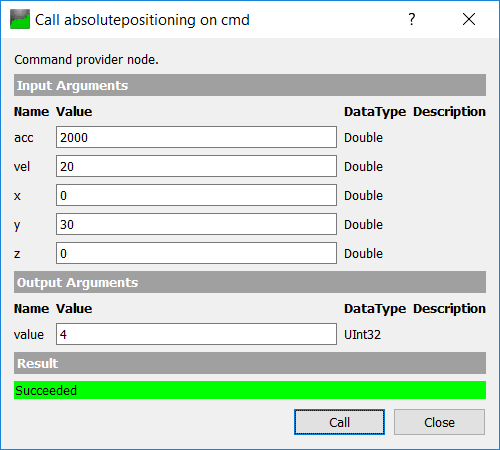 Call absolutepositioning on cmd
Command provider node.
Input Arguments
Name Value DataType Description
acc 2000 Double
vel 20 Double
x 0 Double
y 30 Double
z 0 Double
Output Arguments
Name Value DataType Description
value 4 UInt32
Result
Succeeded
Call Close